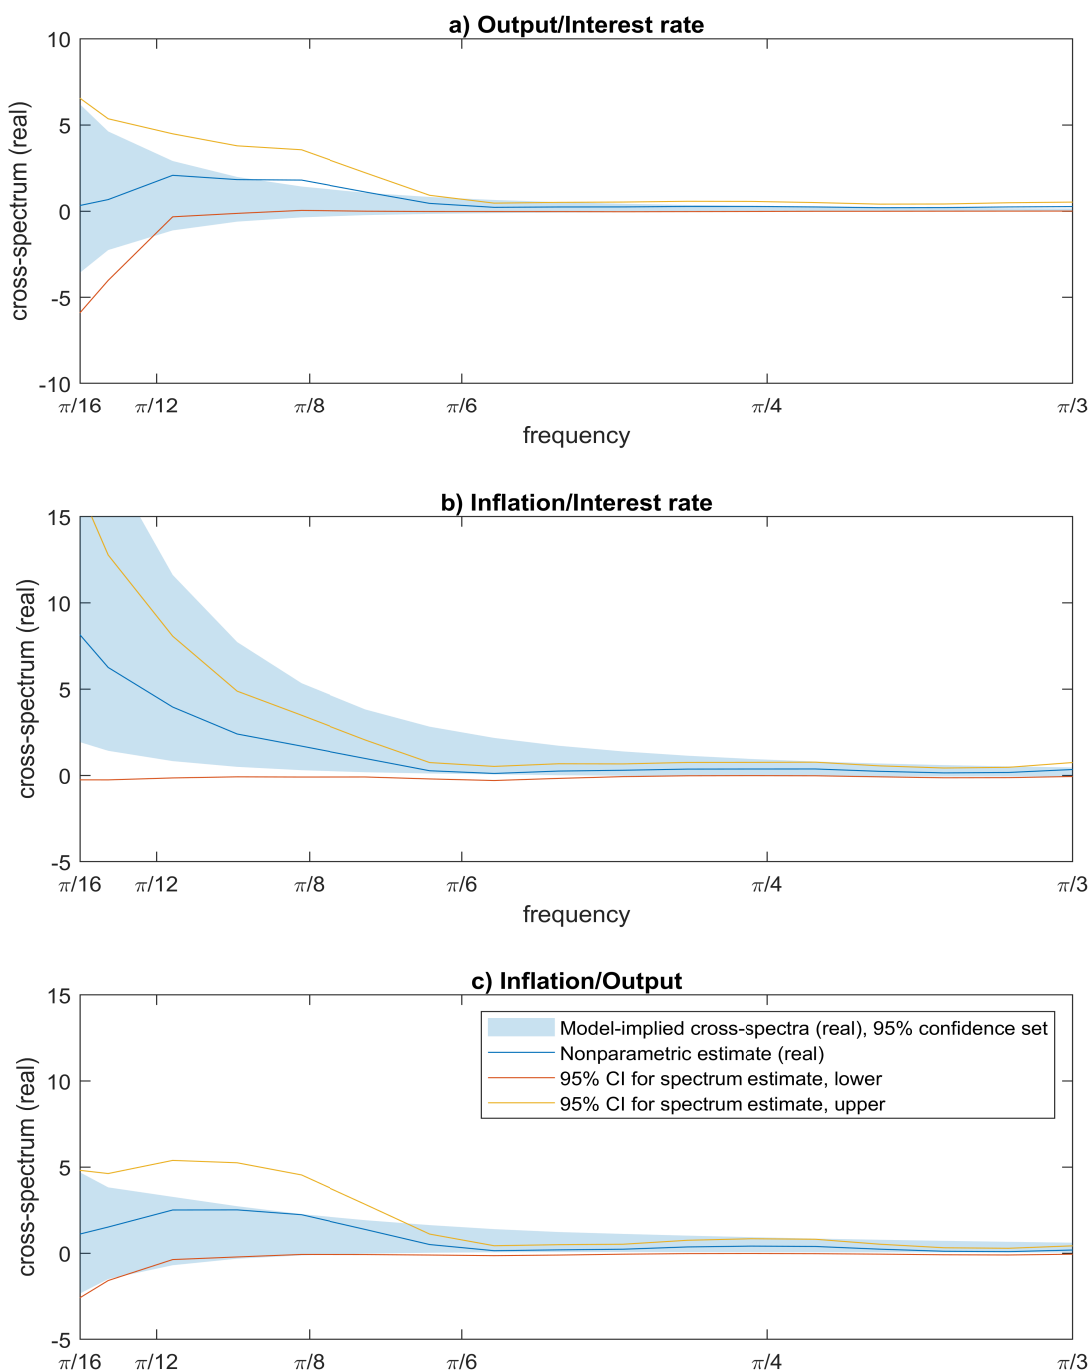 a) Output/Interest rate
10
5
0
-5
-10
cross-spectrum (real)
π/16 π/12 π/8 π/6 π/4 π/3
frequency
b) Inflation/Interest rate
15
10
5
0
-5
cross-spectrum (real)
π/16 π/12 π/8 π/6 π/4 π/3
frequency
c) Inflation/Output
15
10
5
0
-5
cross-spectrum (real)
Model-implied cross-spectra (real), 95% confidence set
Nonparametric estimate (real)
95% CI for spectrum estimate, lower
95% CI for spectrum estimate, upper
π/16 π/12 π/8 π/6 π/4 π/3